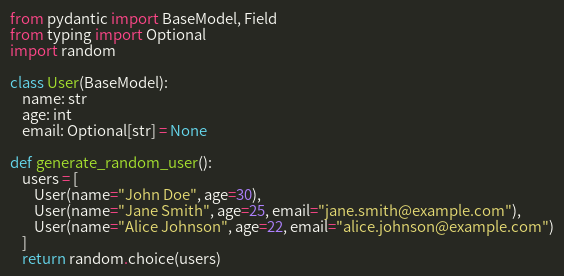 from pydantic import BaseModel, Field
from typing import Optional
import random

class User(BaseModel):
    name: str
    age: int
    email: Optional[str] = None

def generate_random_user():
    users = [
        User(name="John Doe", age=30),
        User(name="Jane Smith", age=25, email="jane.smith@example.com"),
        User(name="Alice Johnson", age=22, email="alice.johnson@example.com")
    ]
    return random.choice(users)